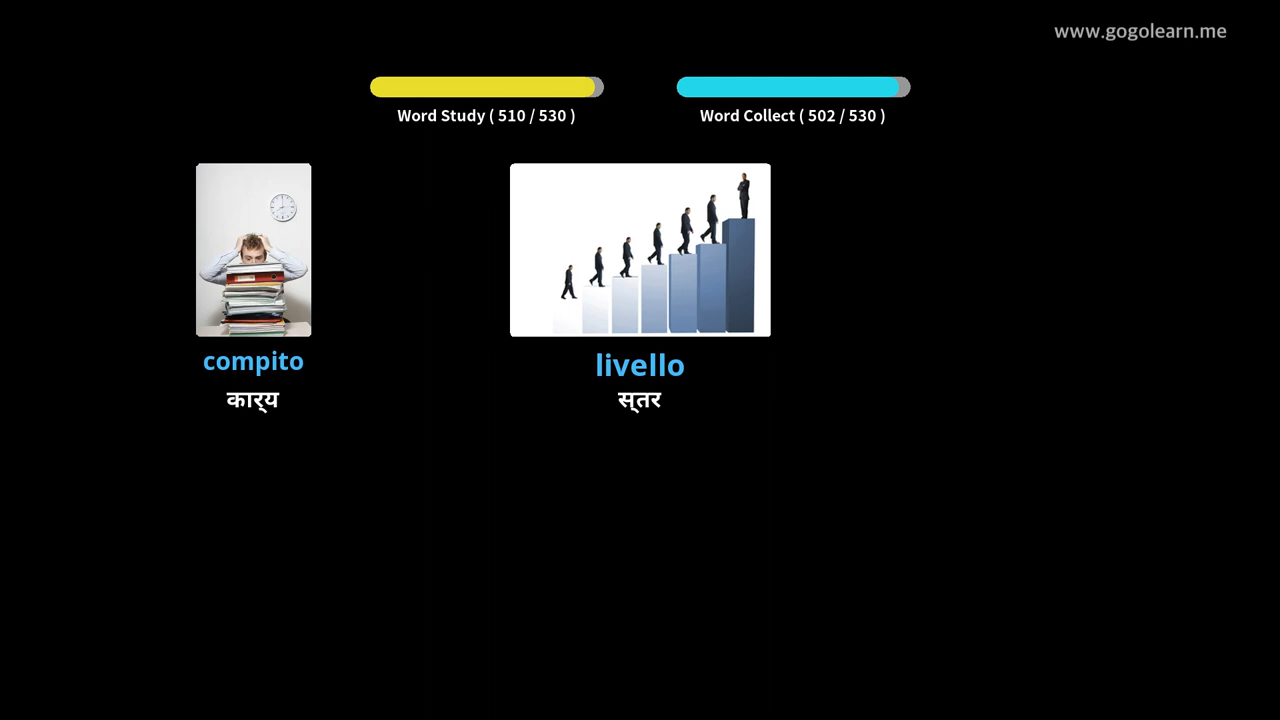 www.gogolearn.me
Word Study ( 510 / 530 )
Word Collect ( 502 / 530 )
compito
कार्य
livello
स्तर